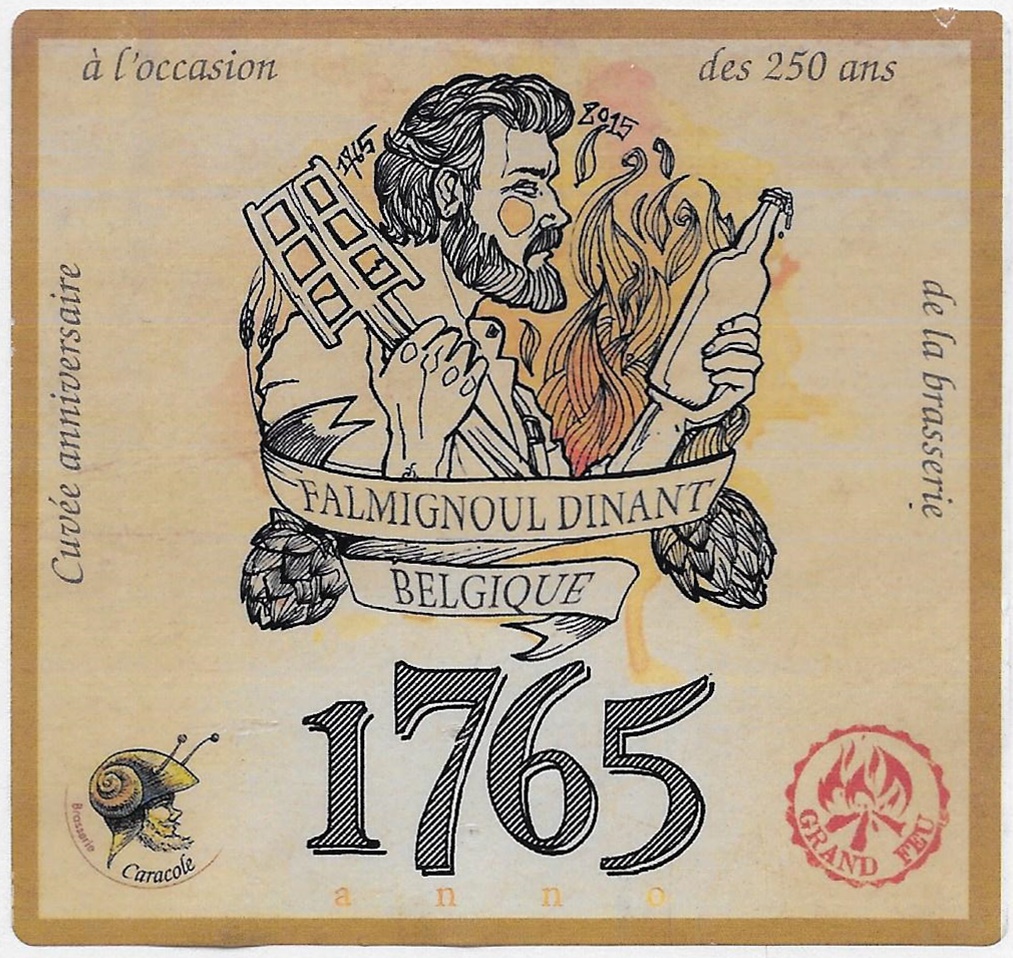 à l'occasion
des 250 ans
Cuvée anniversaire
de la brasserie
1765
2015
FALMIGNOUL DINANT
BELGIQUE
1765
anno
Brasserie
Caracole
GRAND FEU